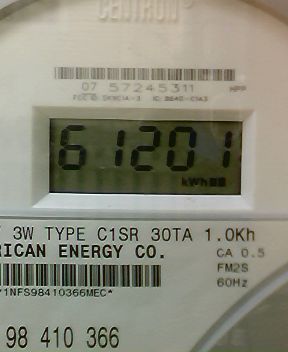 CENTRON
07 57245311
61201
kWh
3W TYPE C1SR 30TA 1.0Kh
RICAN ENERGY CO.
CA 0.5
FM2S
60Hz
Y1NFS98410366MEC*
98 410 366